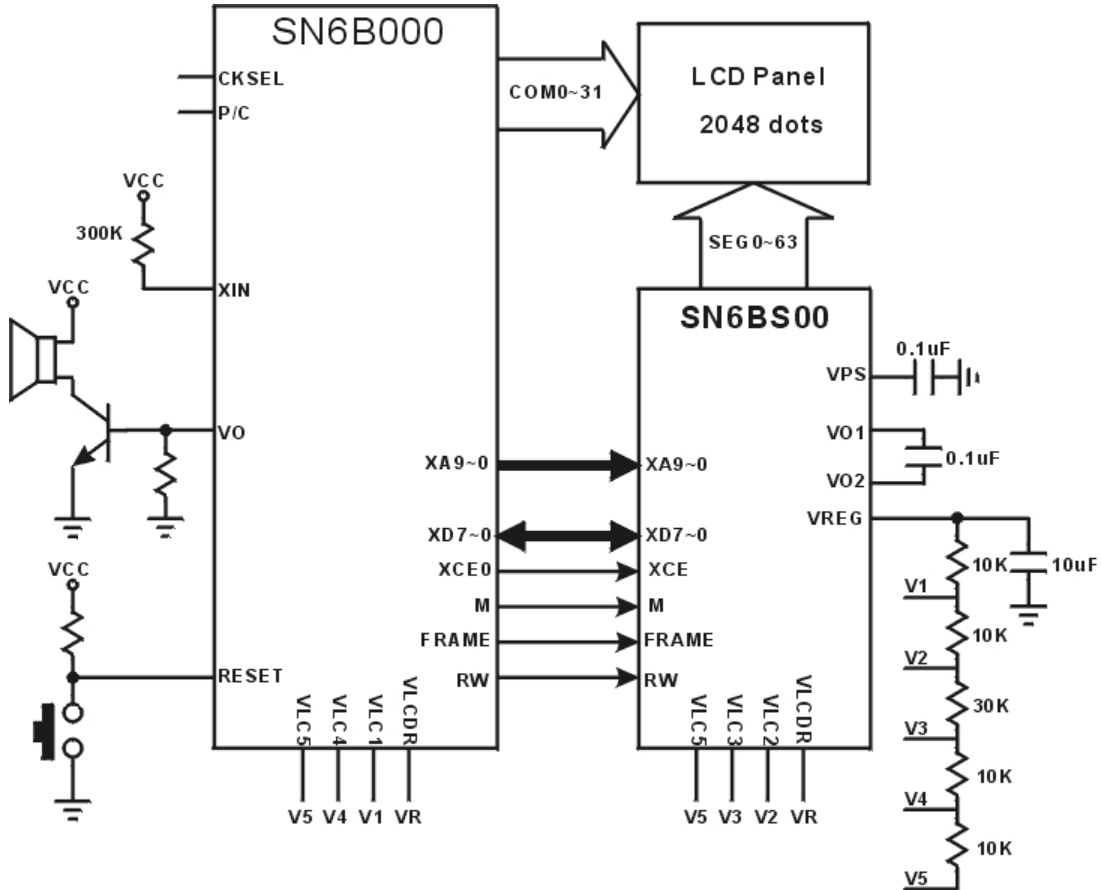 SN6B000
CKSEL
P/C
VCC
300K
XIN
VCC
VO
VCC
RESET
COM0~31
LCD Panel
2048 dots
SEG0~63
SN6BS00
VPS
0.1uF
VO1
0.1uF
VO2
VREG
XA9~0
XA9~0
XD7~0
XD7~0
XCE0
XCE
M
M
FRAME
FRAME
RW
RW
VLC5
VLC4
VLC1
VLCDR
V5
V4
V1
VR
VLC5
VLC3
VLC2
VLCDR
V5
V3
V2
VR
10K
10uF
V1
10K
V2
30K
V3
10K
V4
10K
V5